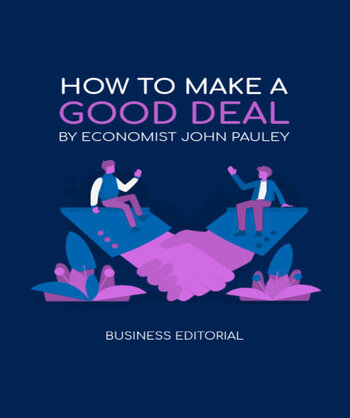 HOW TO MAKE A
GOOD DEAL
BY ECONOMIST JOHN PAULEY
BUSINESS EDITORIAL